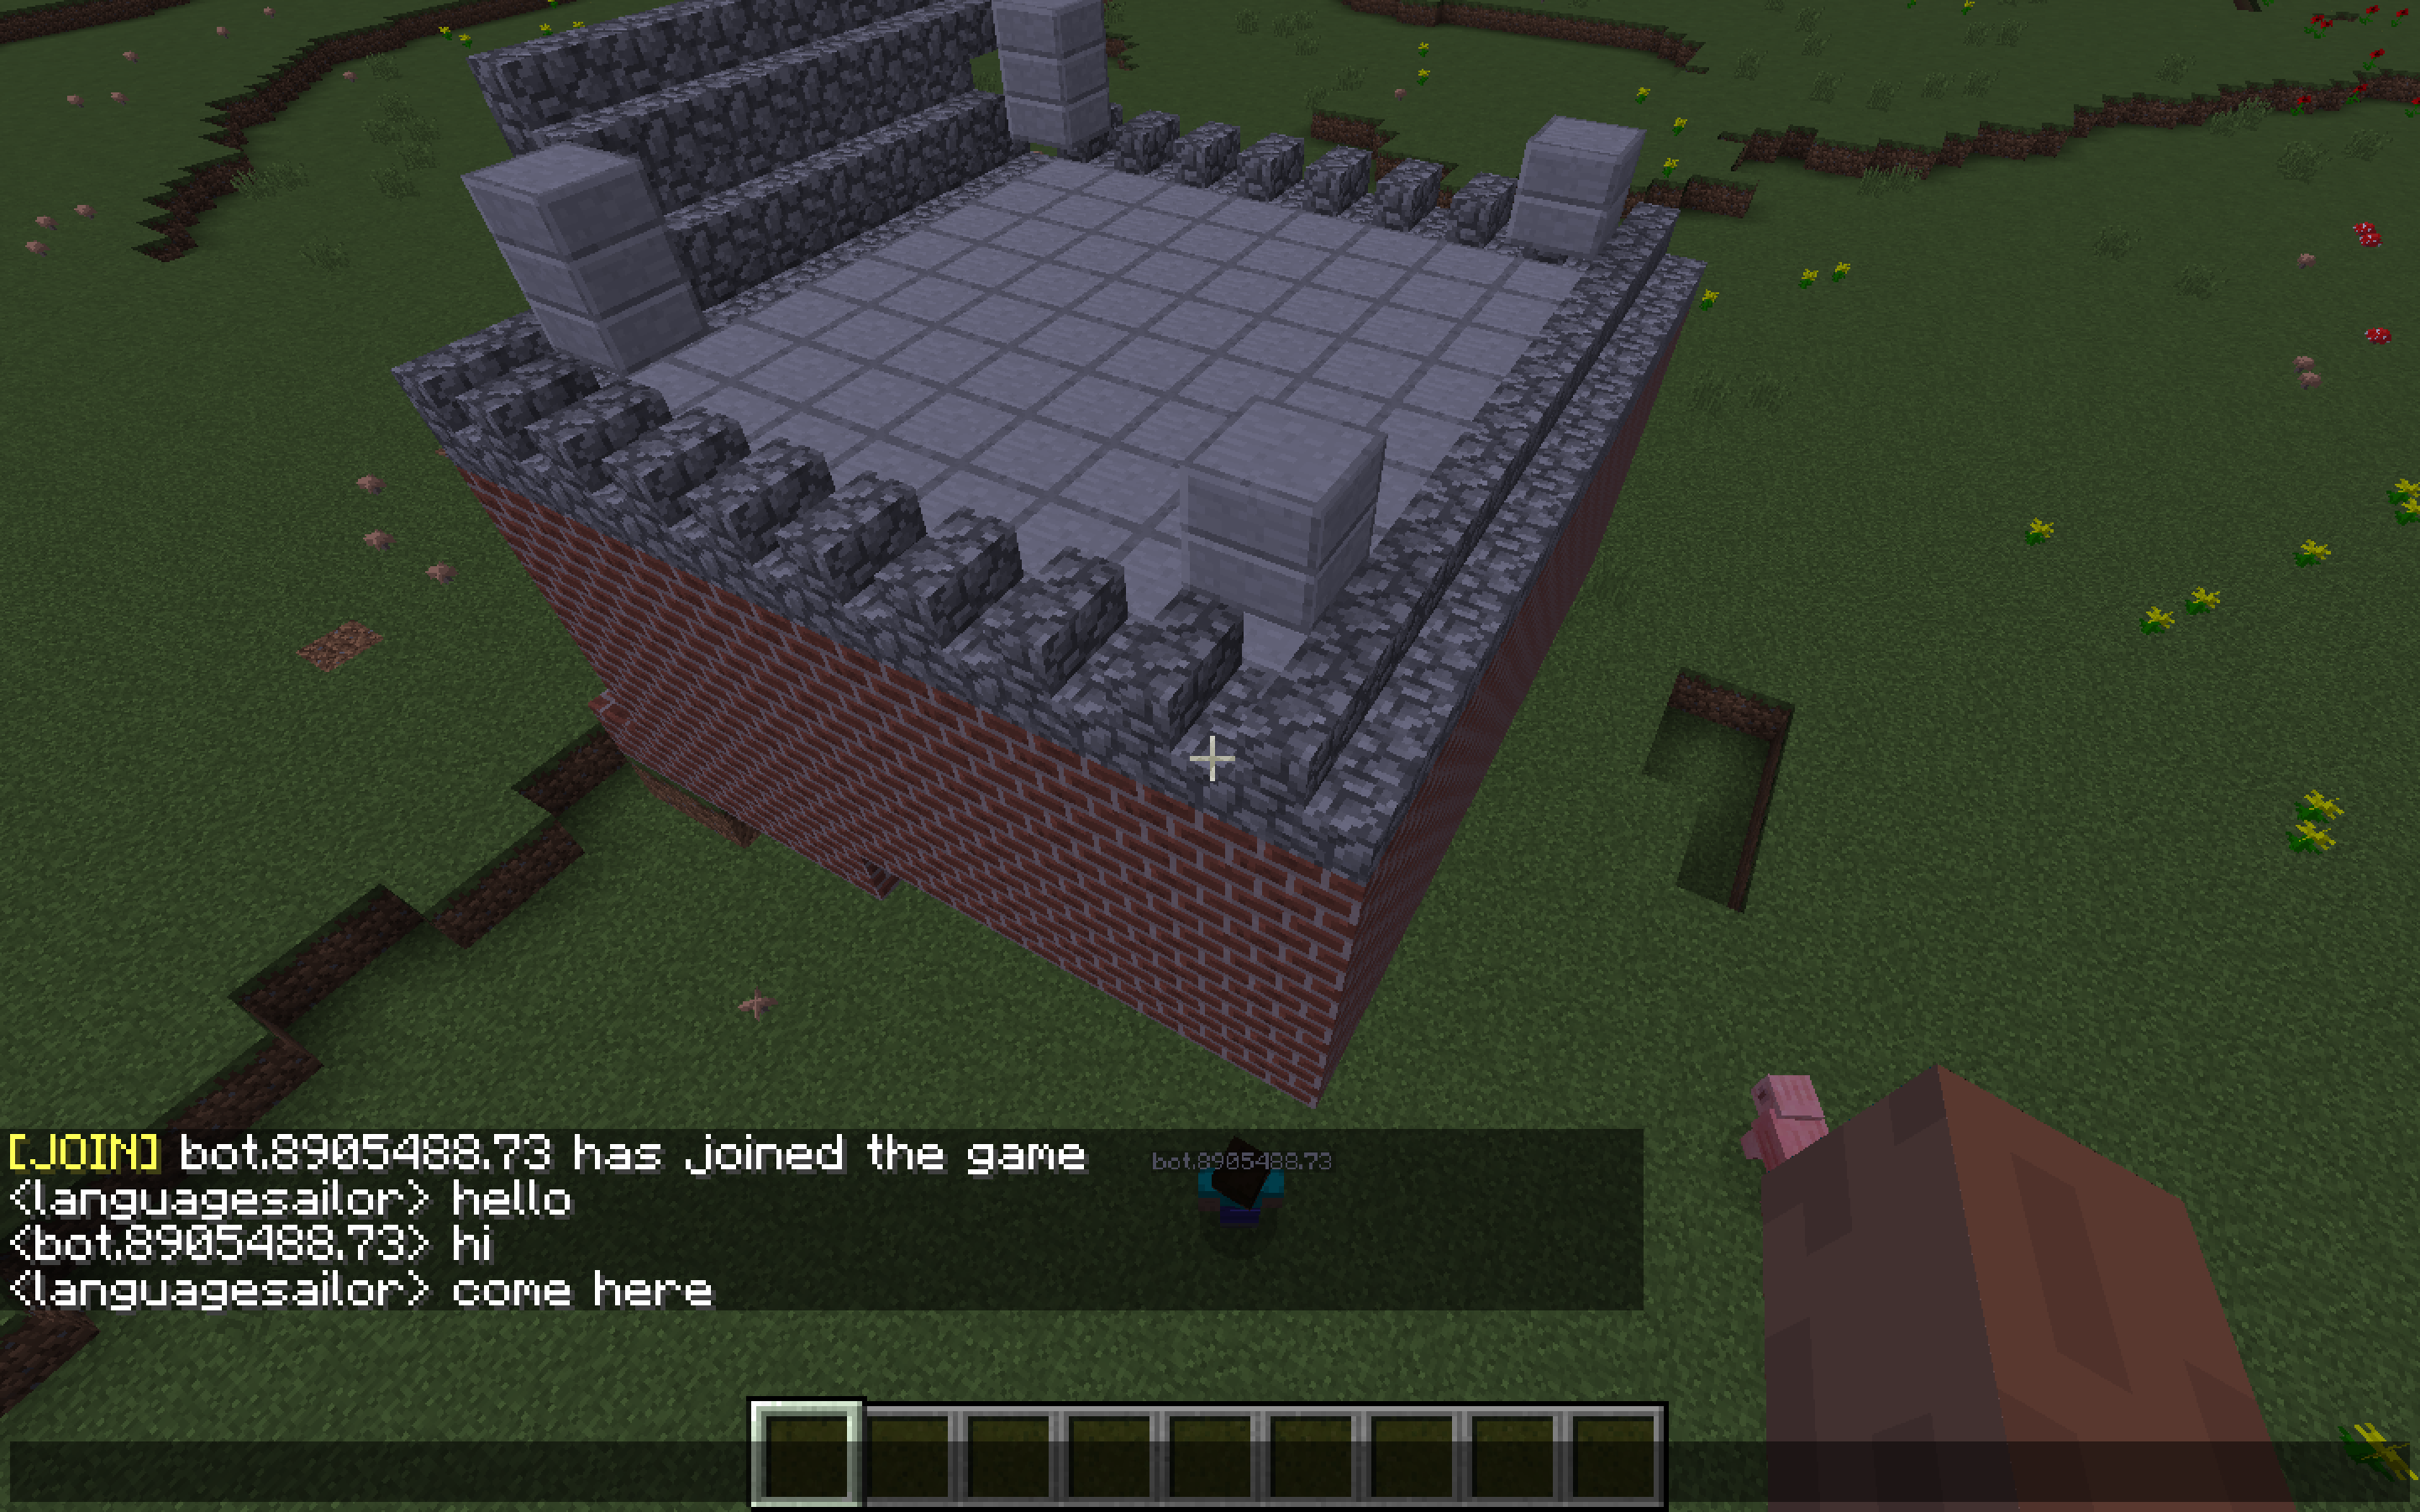 [JOIN] bot.8905488.73 has joined the game
bot.8905488.73
<languagesailor> hello
<bot.8905488.73> hi
<languagesailor> come here